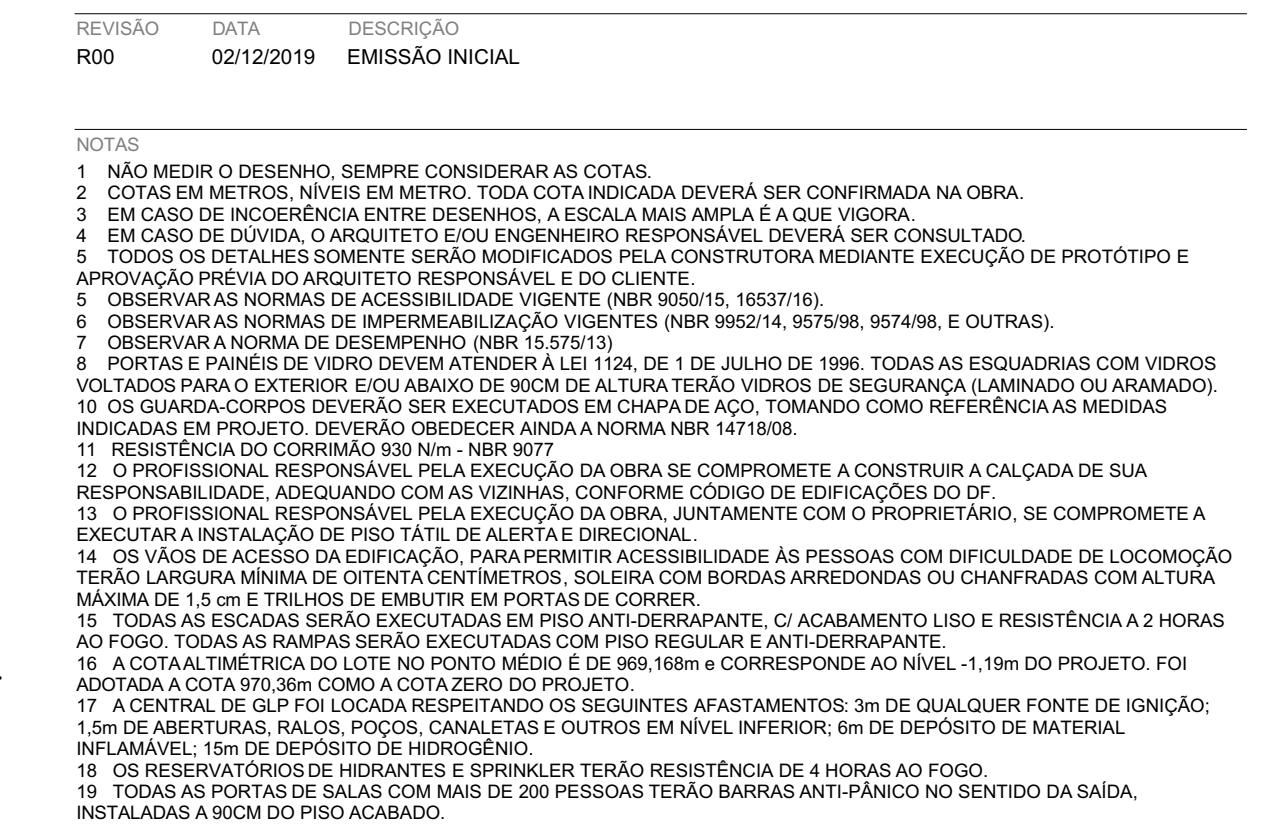 REVISÃO DATA DESCRIÇÃO
R00 02/12/2019 EMISSÃO INICIAL
NOTAS
1 NÃO MEDIR O DESENHO, SEMPRE CONSIDERAR AS COTAS.
2 COTAS EM METROS, NÍVEIS EM METRO. TODA COTA INDICADA DEVERÁ SER CONFIRMADA NA OBRA.
3 EM CASO DE INCOERÊNCIA ENTRE DESENHOS, A ESCALA MAIS AMPLA É A QUE VIGORA.
4 EM CASO DE DÚVIDA, O ARQUITETO E/OU ENGENHEIRO RESPONSÁVEL DEVERÁ SER CONSULTADO.
5 TODOS OS DETALHES SOMENTE SERÃO MODIFICADOS PELA CONSTRUTORA MEDIANTE EXECUÇÃO DE PROTÓTIPO E
APROVAÇÃO PRÉVIA DO ARQUITETO RESPONSÁVEL E DO CLIENTE.
5 OBSERVAR AS NORMAS DE ACESSIBILIDADE VIGENTE (NBR 9050/15, 16537/16).
6 OBSERVAR AS NORMAS DE IMPERMEABILIZAÇÃO VIGENTES (NBR 9952/14, 9575/98, 9574/98, E OUTRAS).
7 OBSERVAR A NORMA DE DESEMPENHO (NBR 15.575/13)
8 PORTAS E PAINÉIS DE VIDRO DEVEM ATENDER À LEI 1124, DE 1 DE JULHO DE 1996. TODAS AS ESQUADRIAS COM VIDROS
VOLTADOS PARA O EXTERIOR E/OU ABAIXO DE 90CM DE ALTURA TERÃO VIDROS DE SEGURANÇA (LAMINADO OU ARAMADO).
10 OS GUARDA-CORPOS DEVERÃO SER EXECUTADOS EM CHAPA DE AÇO, TOMANDO COMO REFERÊNCIA AS MEDIDAS
INDICADAS EM PROJETO. DEVERÃO OBEDECER AINDA A NORMA NBR 14718/08.
11 RESISTÊNCIA DO CORRIMÃO 930 N/m - NBR 9077
12 O PROFISSIONAL RESPONSÁVEL PELA EXECUÇÃO DA OBRA SE COMPROMETE A CONSTRUIR A CALÇADA DE SUA
RESPONSABILIDADE, ADEQUANDO COM AS VIZINHAS, CONFORME CÓDIGO DE EDIFICAÇÕES DO DF.
13 O PROFISSIONAL RESPONSÁVEL PELA EXECUÇÃO DA OBRA, JUNTAMENTE COM O PROPRIETÁRIO, SE COMPROMETE A
EXECUTAR A INSTALAÇÃO DE PISO TÁTIL DE ALERTA E DIRECIONAL.
14 OS VÃOS DE ACESSO DA EDIFICAÇÃO, PARA PERMITIR ACESSIBILIDADE ÀS PESSOAS COM DIFICULDADE DE LOCOMOÇÃO
TERÃO LARGURA MÍNIMA DE OITENTA CENTÍMETROS, SOLEIRA COM BORDAS ARREDONDAS OU CHANFRADAS COM ALTURA
MÁXIMA DE 1,5 cm E TRILHOS DE EMBUTIR EM PORTAS DE CORRER.
15 TODAS AS ESCADAS SERÃO EXECUTADAS EM PISO ANTI-DERRAPANTE, C/ ACABAMENTO LISO E RESISTÊNCIA A 2 HORAS
AO FOGO. TODAS AS RAMPAS SERÃO EXECUTADAS COM PISO REGULAR E ANTI-DERRAPANTE.
16 A COTA ALTIMÉTRICA DO LOTE NO PONTO MÉDIO É DE 969,168m e CORRESPONDE AO NÍVEL -1,19m DO PROJETO. FOI
ADOTADA A COTA 970,36m COMO A COTA ZERO DO PROJETO.
17 A CENTRAL DE GLP FOI LOCADA RESPEITANDO OS SEGUINTES AFASTAMENTOS: 3m DE QUALQUER FONTE DE IGNIÇÃO;
1,5m DE ABERTURAS, RALOS, POÇOS, CANALETAS E OUTROS EM NÍVEL INFERIOR; 6m DE DEPÓSITO DE MATERIAL
INFLAMÁVEL; 15m DE DEPÓSITO DE HIDROGÊNIO.
18 OS RESERVATÓRIOS DE HIDRANTES E SPRINKLER TERÃO RESISTÊNCIA DE 4 HORAS AO FOGO.
19 TODAS AS PORTAS DE SALAS COM MAIS DE 200 PESSOAS TERÃO BARRAS ANTI-PÂNICO NO SENTIDO DA SAÍDA,
INSTALADAS A 90CM DO PISO ACABADO.